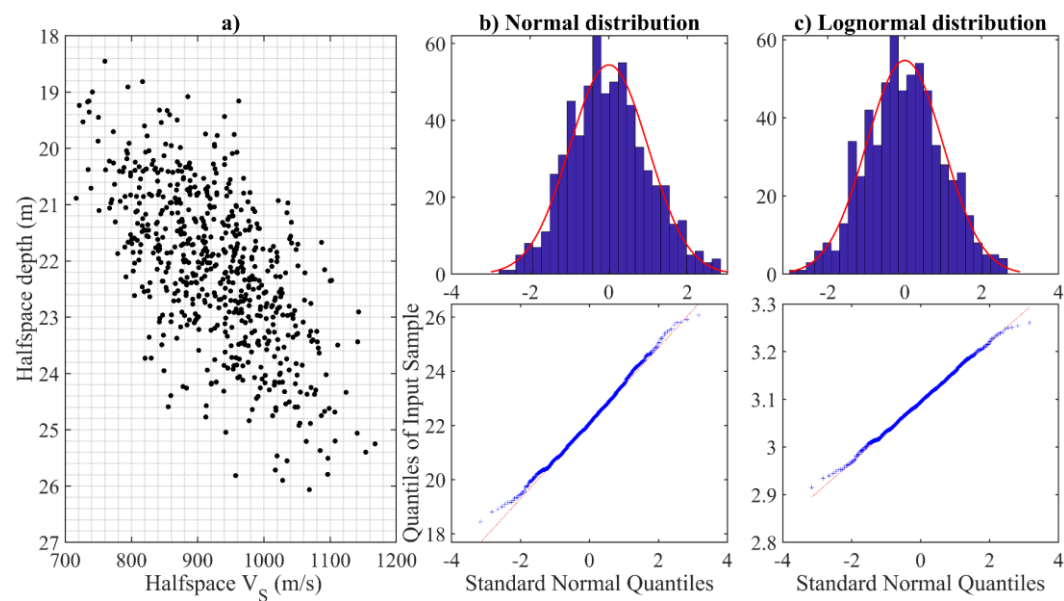 a)
b) Normal distribution
c) Lognormal distribution
18
19
20
21
22
23
24
25
26
27
Halfspace depth (m)
700 800 900 1000 1100 1200
Halfspace V_S (m/s)
60
40
20
0
-4 -2 0 2
60
40
20
0
-2 0 2
Quantiles of Input Sample
26
24
22
20
18
-4 -2 0 2 4
Standard Normal Quantiles
3.3
3.2
3.1
3
2.9
2.8
-4 -2 0 2 4
Standard Normal Quantiles